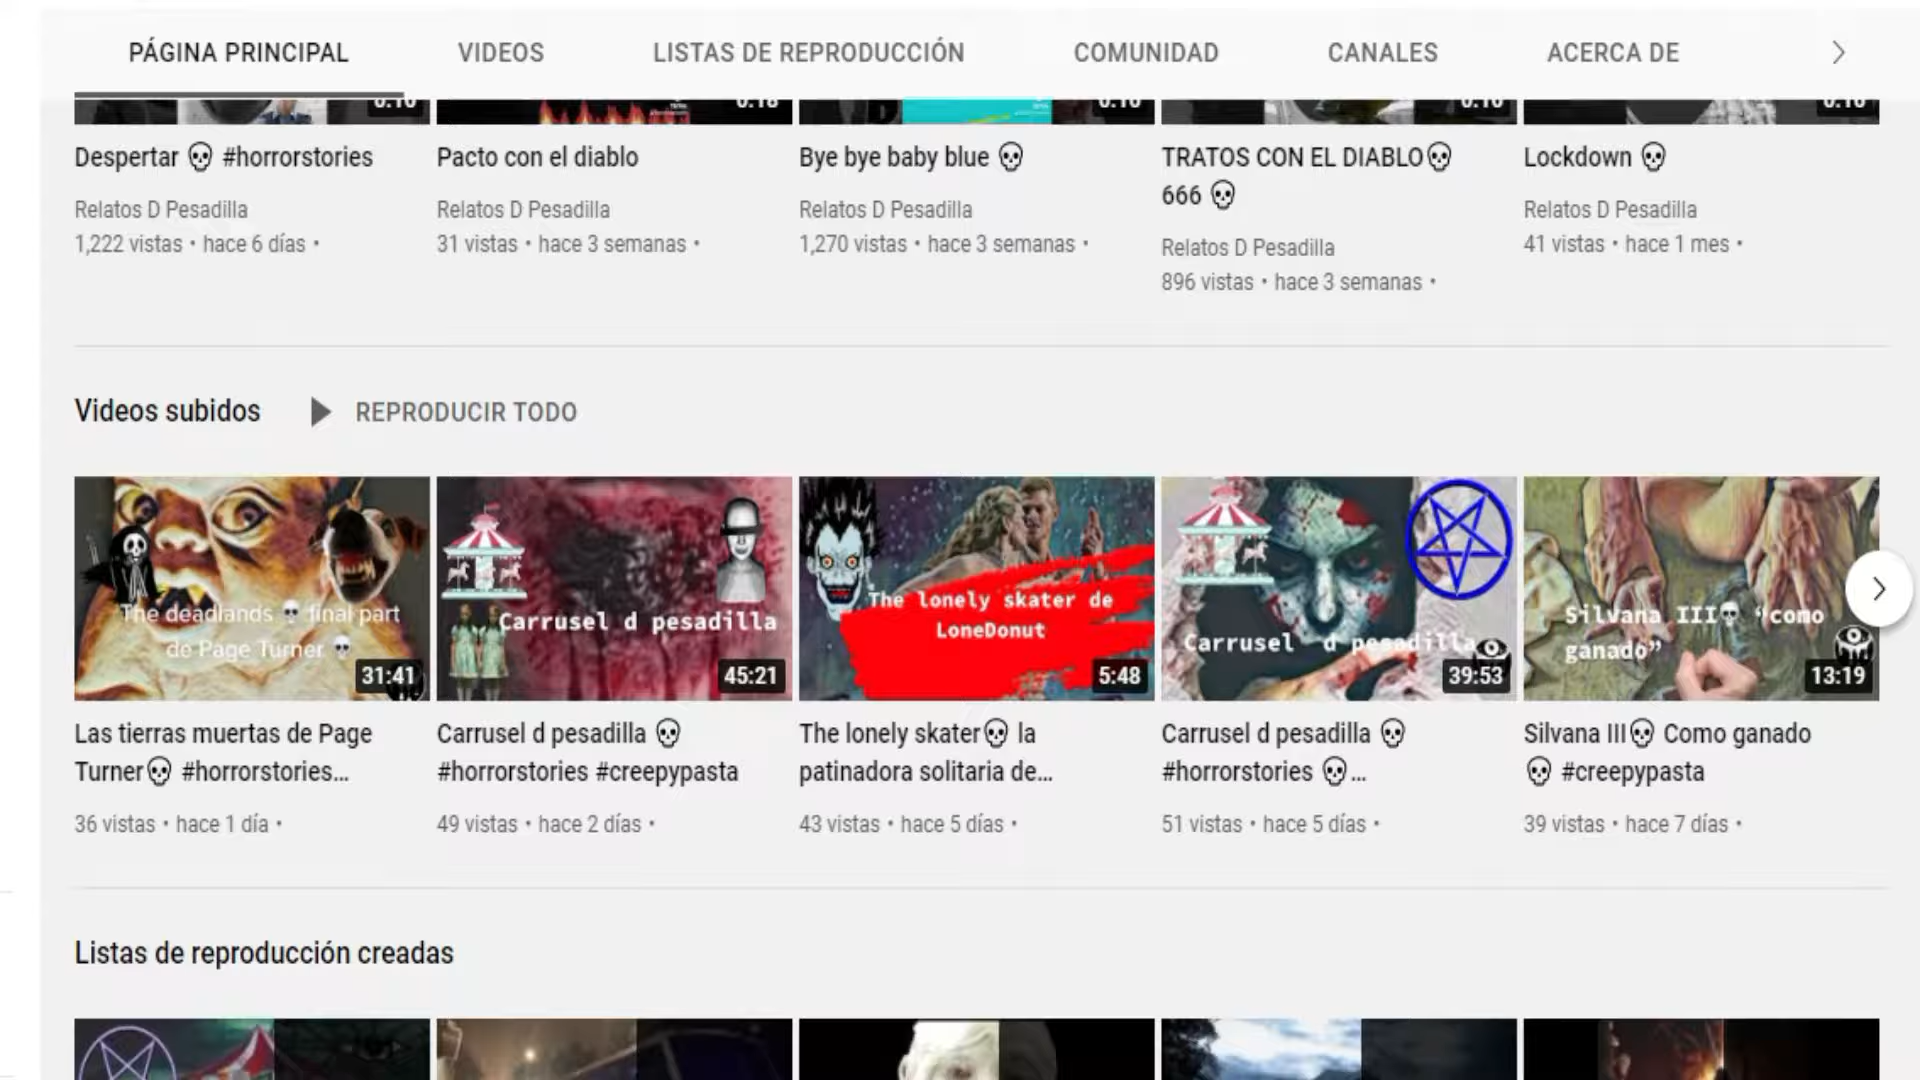 PÁGINA PRINCIPAL VIDEOS LISTAS DE REPRODUCCIÓN COMUNIDAD CANALES ACERCA DE
Despertar 💀 #horrorstories
Relatos D Pesadilla
1,222 vistas • hace 6 días •
Pacto con el diablo
Relatos D Pesadilla
31 vistas • hace 3 semanas •
Bye bye baby blue 💀
Relatos D Pesadilla
1,270 vistas • hace 3 semanas •
TRATOS CON EL DIABLO💀
666 💀
Relatos D Pesadilla
896 vistas • hace 3 semanas •
Lockdown 💀
Relatos D Pesadilla
41 vistas • hace 1 mes •
Videos subidos REPRODUCIR TODO
The deadlands 💀 final part
de Page Turner 💀
31:41
Las tierras muertas de Page
Turner💀 #horrorstories...
36 vistas • hace 1 día •
Carrusel d pesadilla
45:21
Carrusel d pesadilla 💀
#horrorstories #creepypasta
49 vistas • hace 2 días •
The lonely skater de
LoneDonut
5:48
The lonely skater💀 la
patinadora solitaria de...
43 vistas • hace 5 días •
Carrusel d pesadilla
39:53
Carrusel d pesadilla 💀
#horrorstories 💀...
51 vistas • hace 5 días •
Silvana III💀 “como
ganado”
13:19
Silvana III💀 Como ganado
💀 #creepypasta
39 vistas • hace 7 días •
Listas de reproducción creadas